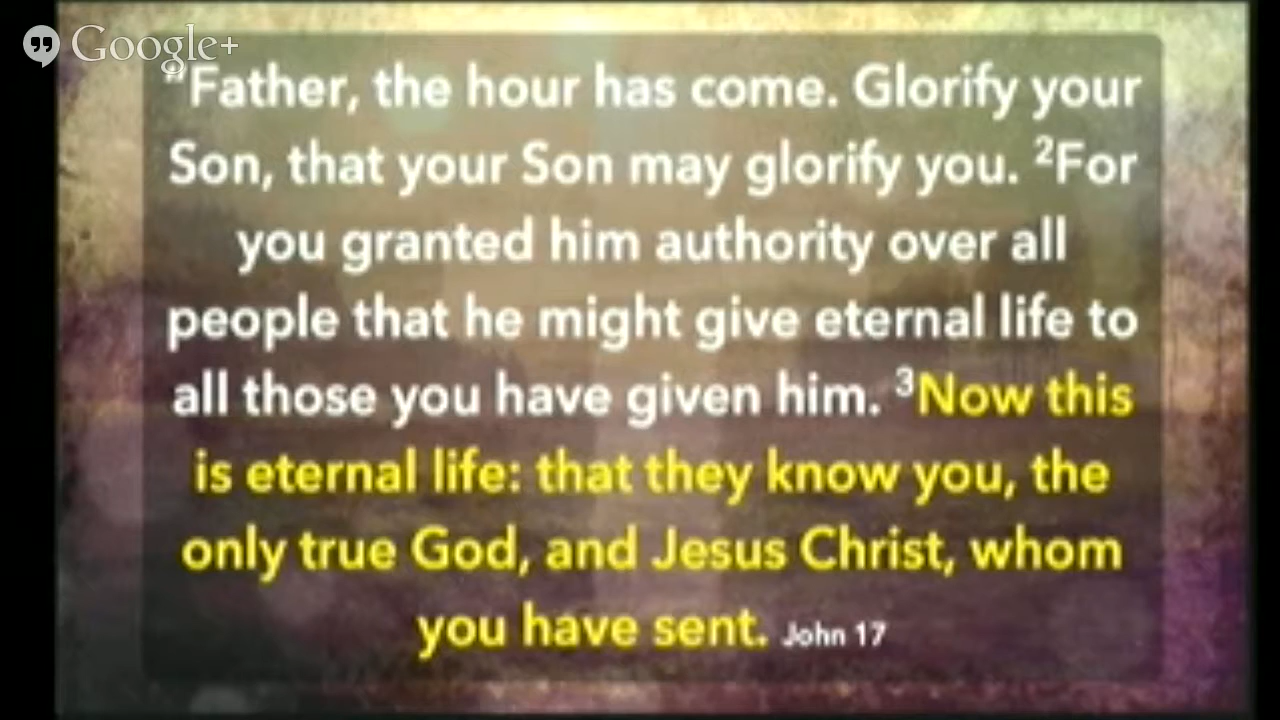 Google+
"Father, the hour has come. Glorify your
Son, that your Son may glorify you. ²For
you granted him authority over all
people that he might give eternal life to
all those you have given him. ³Now this
is eternal life: that they know you, the
only true God, and Jesus Christ, whom
you have sent. John 17